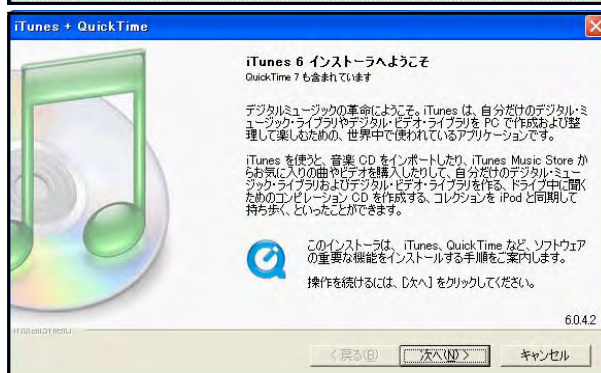 iTunes + QuickTime
iTunes 6 インストーラへようこそ
QuickTime 7 も含まれています
デジタルミュージックの革命にようこそ。iTunes は、自分だけのデジタル・ミ
ュージック・ライブラリやデジタル・ビデオ・ライブラリを PC で作成および整
理して楽しむための、世界中で使われているアプリケーションです。
iTunes を使うと、音楽 CD をインポートしたり、iTunes Music Store か
らお気に入りの曲やビデオを購入したりして、自分だけのデジタル・ミュー
ジック・ライブラリおよびデジタル・ビデオ・ライブラリを作る、ドライブ中に聞く
ためのコンピレーション CD を作成する、コレクションを iPod と同期して
持ち歩く、といったことができます。
このインストーラは、iTunes、QuickTime など、ソフトウェア
の重要な機能をインストールする手順をご案内します。
操作を続けるには、[次へ] をクリックしてください。
6.0.4.2
InstallShield
< 戻る(B)
次へ(N) >
キャンセル